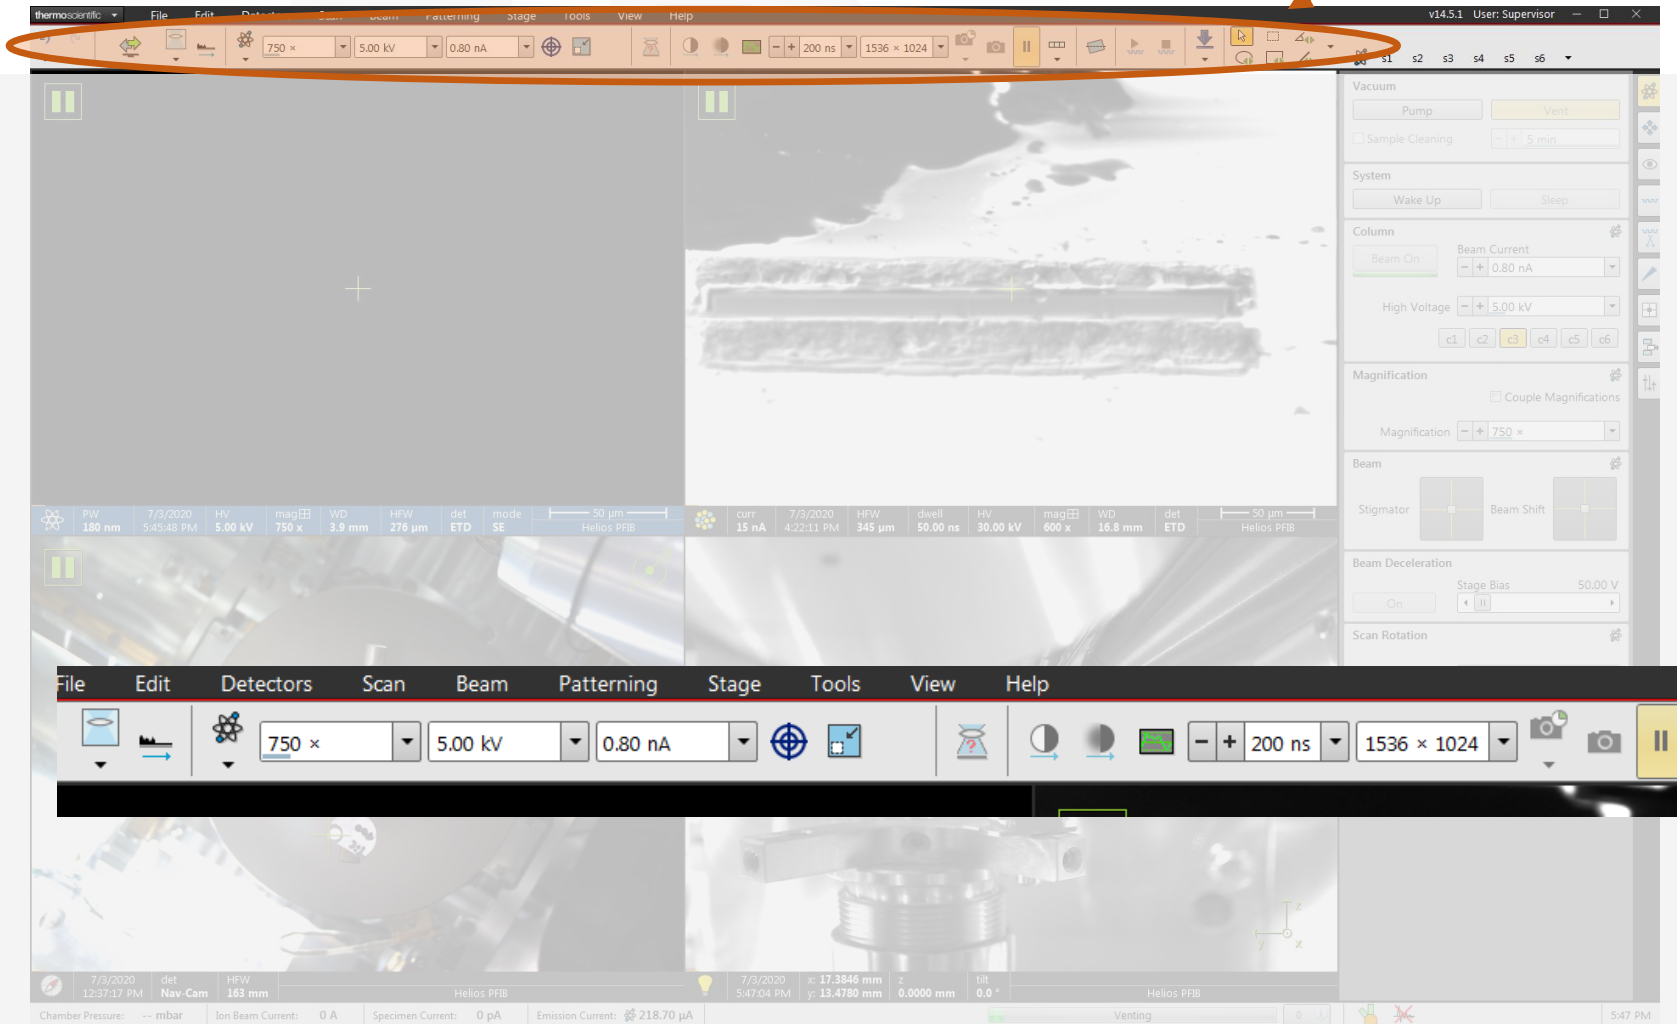 thermoscientific File Edit Detectors Scan Beam Patterning Stage Tools View Help v14.5.1 User: Supervisor
750 × 5.00 kV 0.80 nA 200 ns 1536 × 1024
s1 s2 s3 s4 s5 s6
Vacuum
Pump Vent
Sample Cleaning 5 min
System
Wake Up Sleep
Column
Beam Current
Beam On 0.80 nA
High Voltage 5.00 kV
c1 c2 c3 c4 c5 c6
Magnification
Couple Magnifications
Magnification 750 ×
Beam
Stigmator Beam Shift
Beam Deceleration
Stage Bias 50.00 V
On
Scan Rotation
PW 7/3/2020 HV mag WD HFW det mode 50 µm
180 nm 5:45:48 PM 5.00 kV 750 x 3.9 mm 276 µm ETD SE Helios PFIB
curr 7/3/2020 HFW dwell HV mag WD det 50 µm
15 nA 4:22:11 PM 345 µm 50.00 ns 30.00 kV 600 x 16.8 mm ETD Helios PFIB
File Edit Detectors Scan Beam Patterning Stage Tools View Help
750 × 5.00 kV 0.80 nA 200 ns 1536 × 1024
z
y x
7/3/2020 det HFW
12:37:17 PM Nav-Cam 163 mm Helios PFIB
7/3/2020 x: 17.3846 mm z tilt
5:47:04 PM y: 13.4780 mm 0.0000 mm 0.0 ° Helios PFIB
Chamber Pressure: -- mbar Ion Beam Current: 0 A Specimen Current: 0 pA Emission Current: 218.70 µA Venting 0 5:47 PM